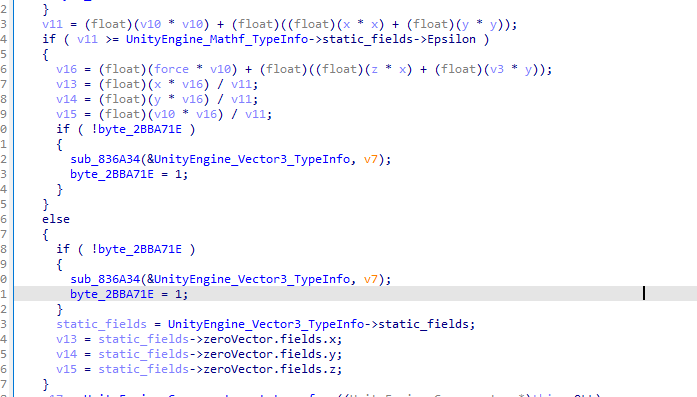 2 }
3 v11 = (float)(v10 * v10) + (float)((float)(x * x) + (float)(y * y));
4 if ( v11 >= UnityEngine_Mathf_TypeInfo->static_fields->Epsilon )
5 {
6 v16 = (float)(force * v10) + (float)((float)(z * x) + (float)(v3 * y));
7 v13 = (float)(x * v16) / v11;
8 v14 = (float)(y * v16) / v11;
9 v15 = (float)(v10 * v16) / v11;
0 if ( !byte_2BBA71E )
1 {
2 sub_836A34(&UnityEngine_Vector3_TypeInfo, v7);
3 byte_2BBA71E = 1;
4 }
5 }
6 else
7 {
8 if ( !byte_2BBA71E )
9 {
0 sub_836A34(&UnityEngine_Vector3_TypeInfo, v7);
1 byte_2BBA71E = 1;
2 }
3 static_fields = UnityEngine_Vector3_TypeInfo->static_fields;
4 v13 = static_fields->zeroVector.fields.x;
5 v14 = static_fields->zeroVector.fields.y;
6 v15 = static_fields->zeroVector.fields.z;
7 }